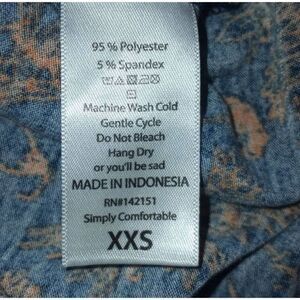 95 % Polyester
5 % Spandex
Machine Wash Cold
Gentle Cycle
Do Not Bleach
Hang Dry
or you'll be sad
MADE IN INDONESIA
RN#142151
Simply Comfortable
XXS